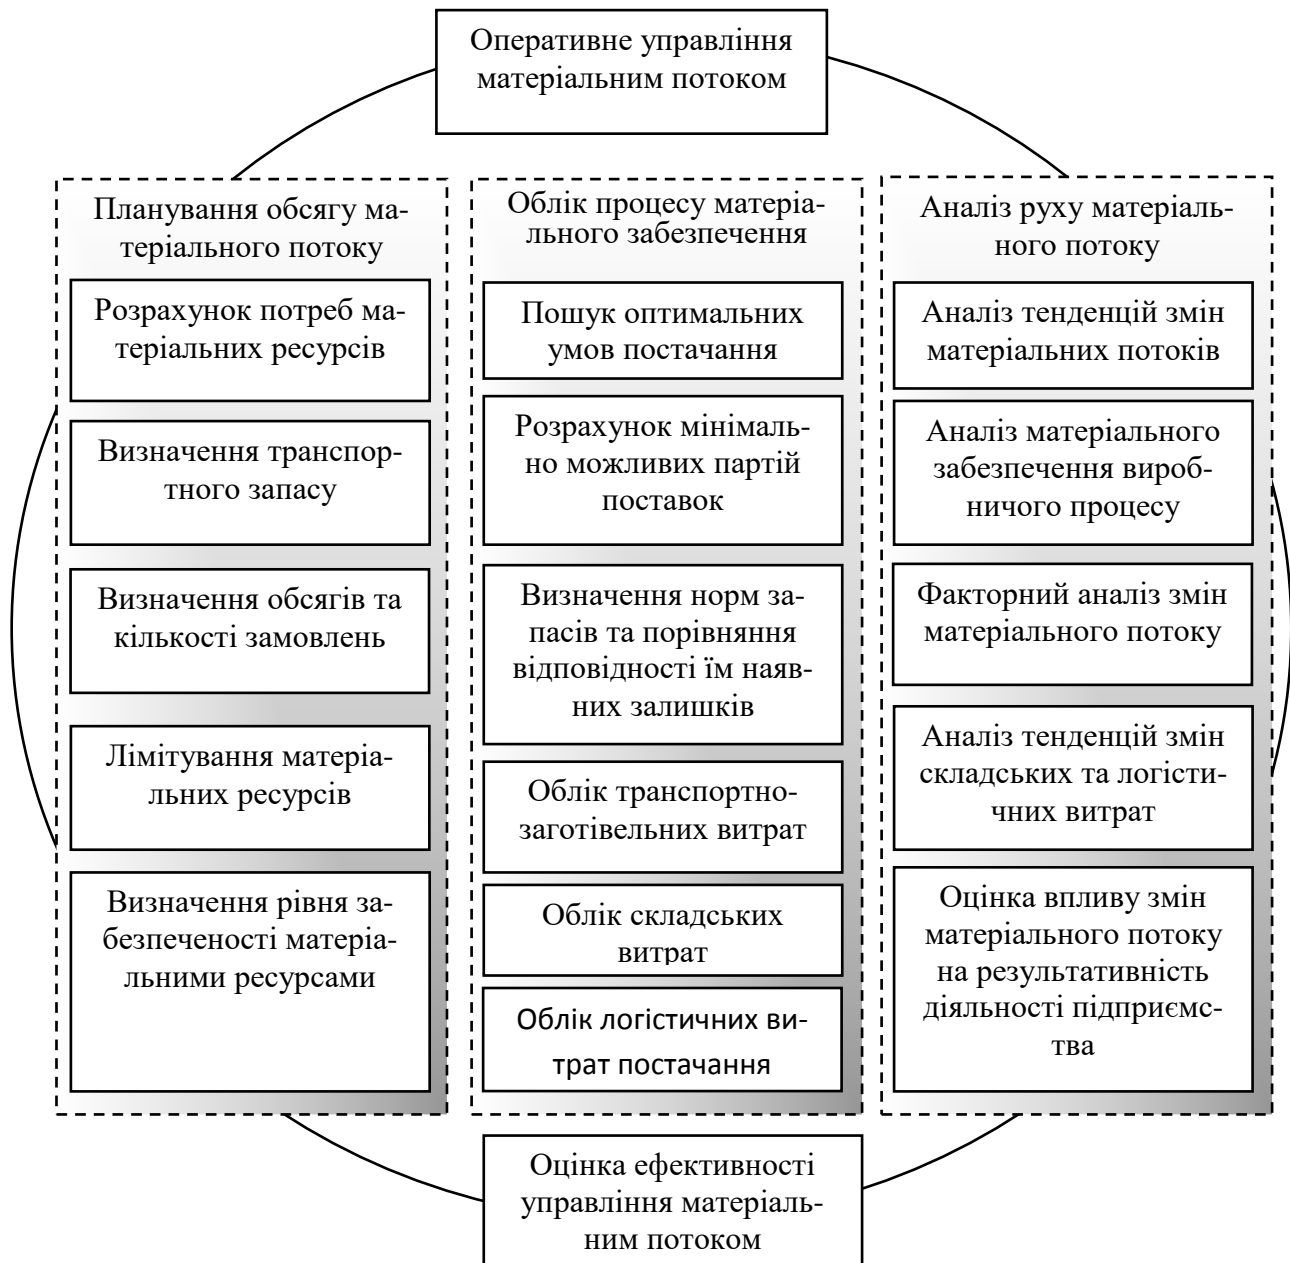 Оперативне управління
матеріальним потоком
Планування обсягу ма-
теріального потоку
Розрахунок потреб ма-
теріальних ресурсів
Визначення транспор-
тного запасу
Визначення обсягів та
кількості замовлень
Лімітування матеріа-
льних ресурсів
Визначення рівня за-
безпеченості матеріа-
льними ресурсами
Облік процесу матеріа-
льного забезпечення
Пошук оптимальних
умов постачання
Розрахунок мінімаль-
но можливих партій
поставок
Визначення норм за-
пасів та порівняння
відповідності їм наяв-
них залишків
Облік транспортно-
заготівельних витрат
Облік складських
витрат
Облік логістичних ви-
трат постачання
Аналіз руху матеріаль-
ного потоку
Аналіз тенденцій змін
матеріальних потоків
Аналіз матеріального
забезпечення вироб-
ничого процесу
Факторний аналіз змін
матеріального потоку
Аналіз тенденцій змін
складських та логісти-
чних витрат
Оцінка впливу змін
матеріального потоку
на результативність
діяльності підприємс-
тва
Оцінка ефективності
управління матеріаль-
ним потоком